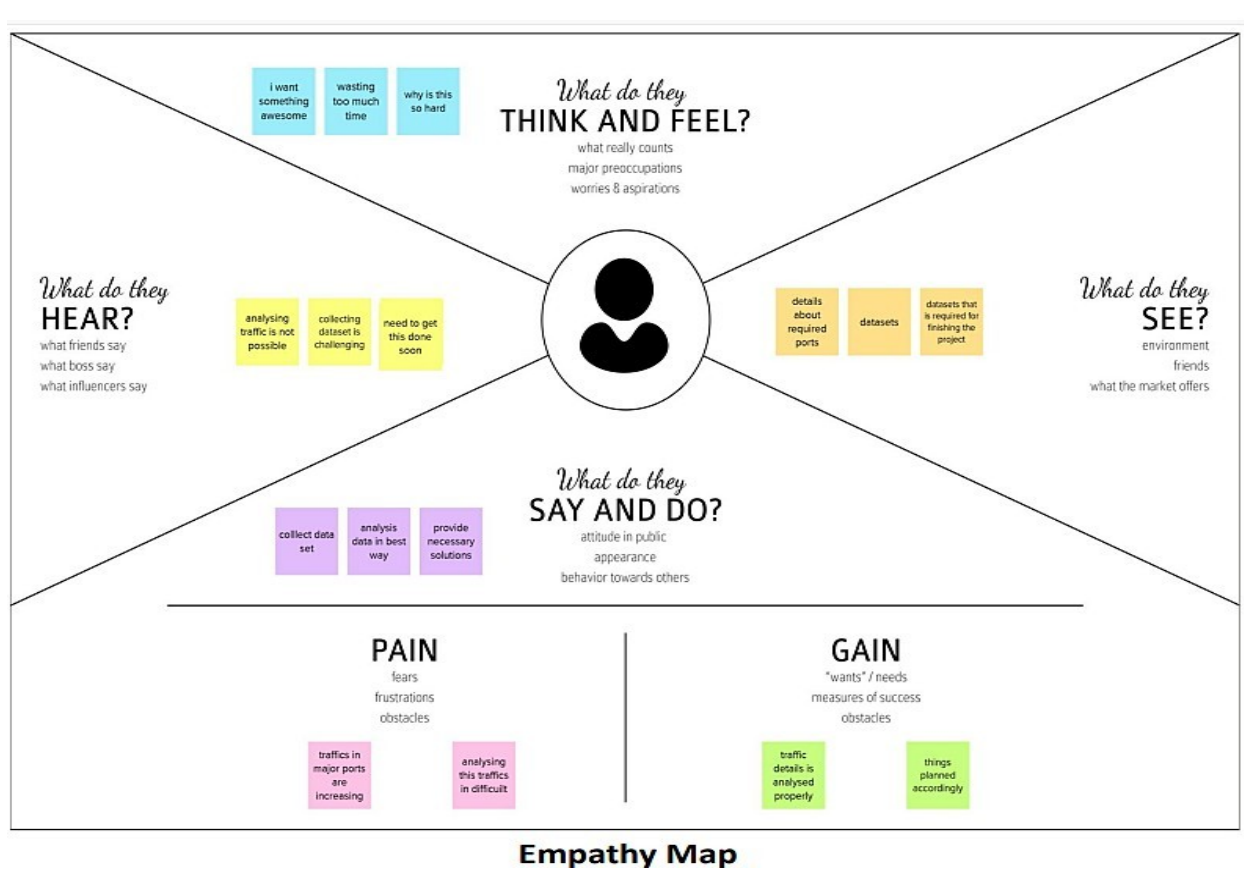 i want
something
awesome
wasting
too much
time
why is this
so hard
What do they
THINK AND FEEL?
what really counts
major preoccupations
worries & aspirations
What do they
HEAR?
what friends say
what boss say
what influencers say
analysing
traffic is not
possible
collecting
dataset is
challenging
need to get
this done
soon
details
about
required
ports
datasets
datasets that
is required for
finishing the
project
What do they
SEE?
environment
friends
what the market offers
What do they
SAY AND DO?
attitude in public
appearance
behavior towards others
colllect data
set
analysis
data in best
way
provide
necessary
solutions
PAIN
fears
frustrations
obstacles
traffics in
major ports
are
increasing
analysing
this traffics
in difficuilt
GAIN
"wants" / needs
measures of success
obstacles
traffic
details is
analysed
properly
things
planned
accordingly
Empathy Map